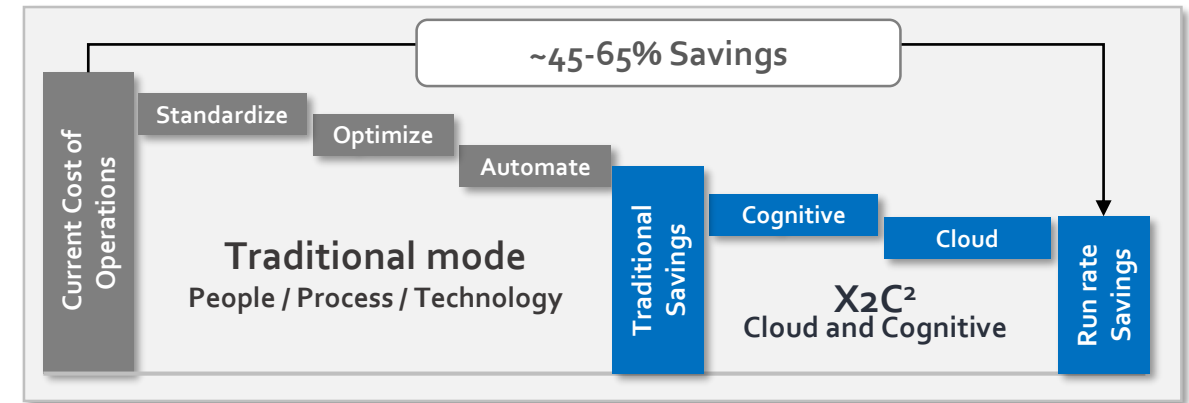 ~45-65% Savings
Current Cost of
Operations
Standardize
Optimize
Automate
Traditional mode
People / Process / Technology
Traditional
Savings
Cognitive
Cloud
X2C²
Cloud and Cognitive
Run rate
Savings